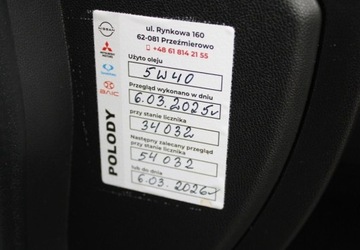 ul. Rynkowa 160
62-081 Przeźmierowo
+48 61 814 21 55
Użyto oleju
5W40
Przegląd wykonano w dniu
6.03.2025r
przy stanie licznika
34032
Następny zalecany przegląd
przy stanie licznika
54032
lub do dnia
6.03.2026r
POLODY
BAIC